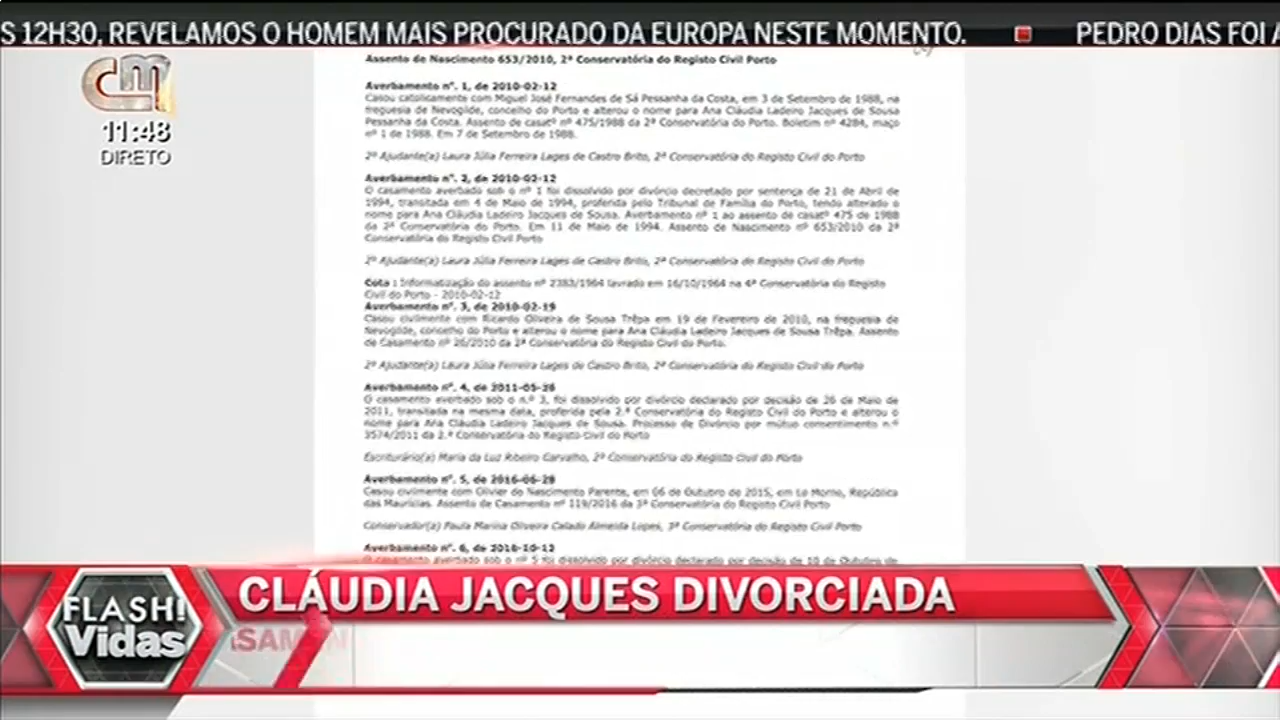 S 12H30, REVELAMOS O HOMEM MAIS PROCURADO DA EUROPA NESTE MOMENTO. PEDRO DIAS FOI A
Assento de Nascimento 653/2010, 2ª Conservatória do Registo Civil Porto
CM
11:48
DIRETO
Averbamento nº. 1, de 2010-02-12
Casou catolicamente com Miguel José Fernandes de Sá Pessanha da Costa, em 3 de Setembro de 1988, na
freguesia de Nevogilde, concelho do Porto e alterou o nome para Ana Cláudia Ladeiro Jacques de Sousa
Pessanha da Costa. Assento de casatº nº 475/1988 da 2ª Conservatória do Porto. Boletim nº 4284, maço
nº 1 de 1988. Em 7 de Setembro de 1988.
2º Ajudante(a) Laura Júlia Ferreira Lages de Castro Brito, 2ª Conservatória do Registo Civil do Porto
Averbamento nº. 2, de 2010-02-12
O casamento averbado sob o nº 1 foi dissolvido por divórcio decretado por sentença de 21 de Abril de
1994, transitada em 4 de Maio de 1994, proferida pelo Tribunal de Família do Porto, tendo alterado o
nome para Ana Cláudia Ladeiro Jacques de Sousa. Averbamento nº 1 ao assento de casatº 475 de 1988
da 2ª Conservatória do Porto. Em 11 de Maio de 1994. Assento de Nascimento nº 653/2010 da 2ª
Conservatória do Registo Civil do Porto
2º Ajudante(a) Laura Júlia Ferreira Lages de Castro Brito, 2ª Conservatória do Registo Civil do Porto
Cota : Informatização do assento nº 2383/1964 lavrado em 16/10/1964 na 4ª Conservatória do Registo
Civil do Porto - 2010-02-12
Averbamento nº. 3, de 2010-02-19
Casou civilmente com Ricardo Oliveira de Sousa Trêpa em 19 de Fevereiro de 2010, na freguesia de
Nevogilde, concelho do Porto e alterou o nome para Ana Cláudia Ladeiro Jacques de Sousa Trêpa. Assento
de Casamento nº 26/2010 da 2ª Conservatória do Registo Civil do Porto.
2º Ajudante(a) Laura Júlia Ferreira Lages de Castro Brito, 2ª Conservatória do Registo Civil do Porto
Averbamento nº. 4, de 2011-05-26
O casamento averbado sob o n.º 3, foi dissolvido por divórcio declarado por decisão de 26 de Maio de
2011, transitada na mesma data, proferida pela 2.ª Conservatória do Registo Civil do Porto e alterou o
nome para Ana Cláudia Ladeiro Jacques de Sousa. Processo de Divórcio por mútuo consentimento n.º
3574/2011 da 2.ª Conservatória do Registo Civil do Porto
Escriturário(a) Maria da Luz Ribeiro Carvalho, 2ª Conservatória do Registo Civil do Porto
Averbamento nº. 5, de 2016-06-28
Casou civilmente com Olivier do Nascimento Parente, em 06 de Outubro de 2015, em Le Morne, República
das Maurícias. Assento de Casamento nº 119/2016 da 3ª Conservatória do Registo Civil Porto
Conservador(a) Paula Marina Oliveira Calado Almeida Lopes, 3ª Conservatória do Registo Civil Porto
Averbamento nº. 6, de 2016-10-12
O casamento averbado sob o nº 5 foi dissolvido por divórcio declarado por decisão de 10 de Outubro de
CLÁUDIA JACQUES DIVORCIADA
FLASH!
Vidas